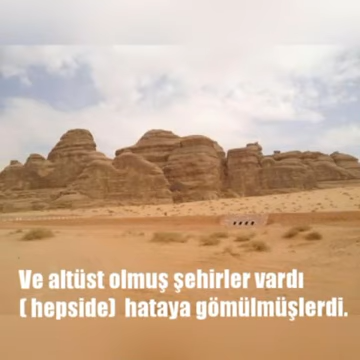 Ve altüst olmuş şehirler vardı
( hepside) hataya gömülmüşlerdi.